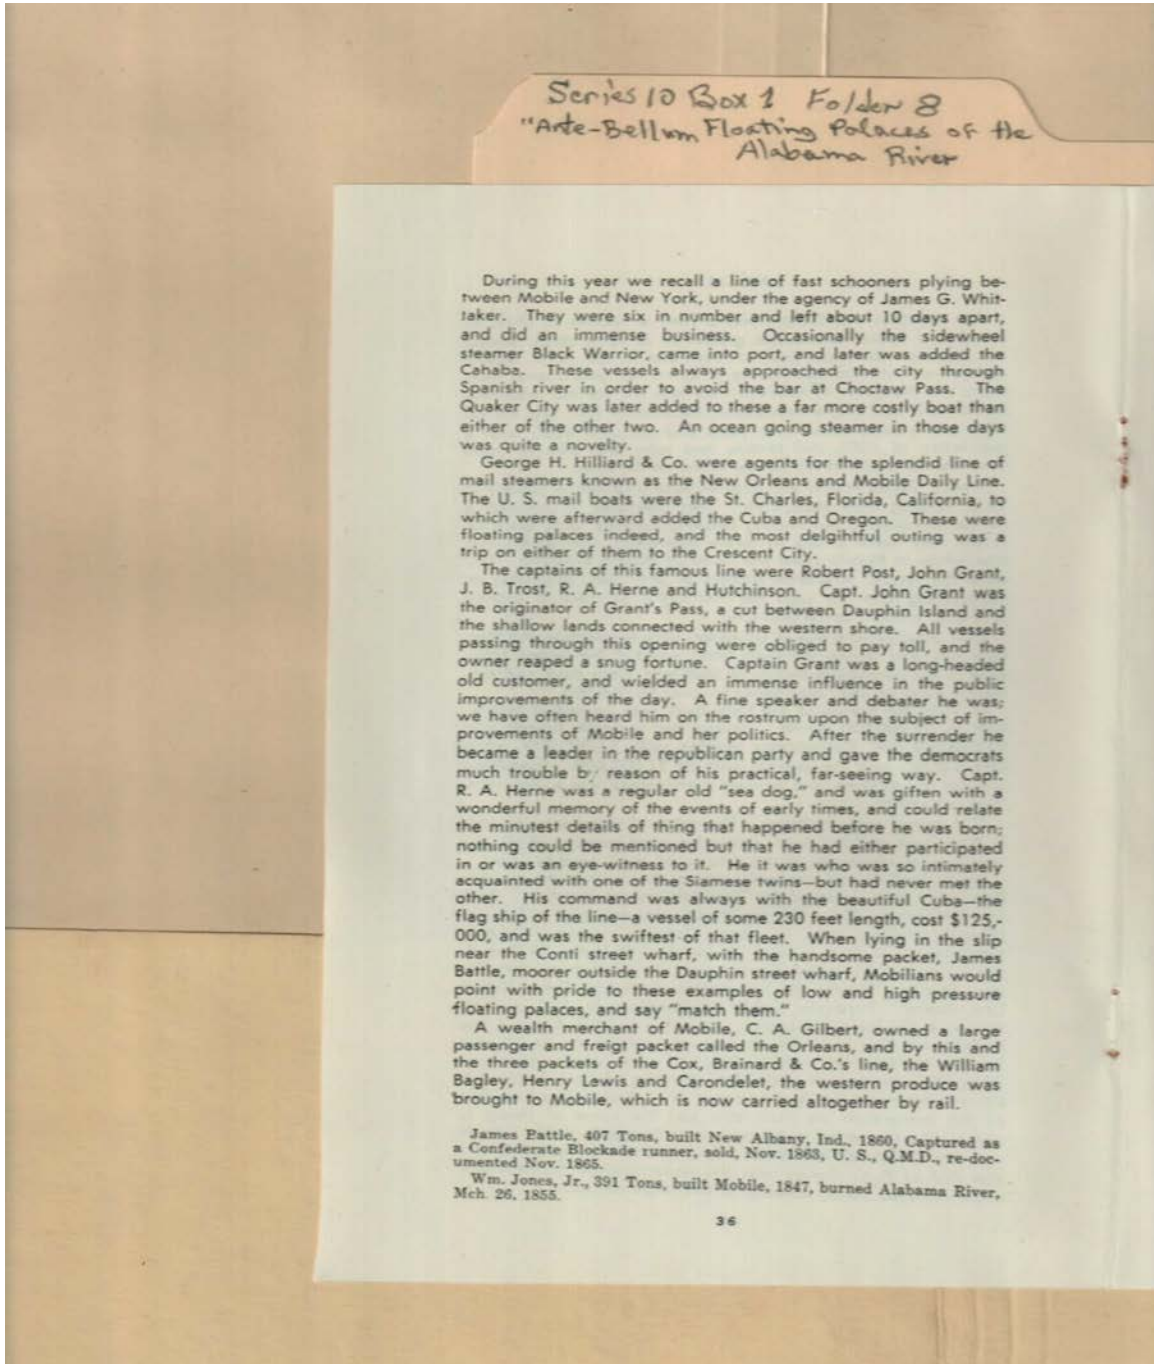 Series 10 Box 1 Folder 8
"Ante-Bellum Floating Palaces of the
Alabama River
During this year we recall a line of fast schooners plying be-
tween Mobile and New York, under the agency of James G. Whit-
taker. They were six in number and left about 10 days apart,
and did an immense business. Occasionally the sidewheel
steamer Black Warrior, came into port, and later was added the
Cahaba. These vessels always approached the city through
Spanish river in order to avoid the bar at Choctaw Pass. The
Quaker City was later added to these a far more costly boat than
either of the other two. An ocean going steamer in those days
was quite a novelty.
George H. Hilliard & Co. were agents for the splendid line of
mail steamers known as the New Orleans and Mobile Daily Line.
The U. S. mail boats were the St. Charles, Florida, California, to
which were afterward added the Cuba and Oregon. These were
floating palaces indeed, and the most delgihtful outing was a
trip on either of them to the Crescent City.
The captains of this famous line were Robert Post, John Grant,
J. B. Trost, R. A. Herne and Hutchinson. Capt. John Grant was
the originator of Grant's Pass, a cut between Dauphin Island and
the shallow lands connected with the western shore. All vessels
passing through this opening were obliged to pay toll, and the
owner reaped a snug fortune. Captain Grant was a long-headed
old customer, and wielded an immense influence in the public
improvements of the day. A fine speaker and debater he was;
we have often heard him on the rostrum upon the subject of im-
provements of Mobile and her politics. After the surrender he
became a leader in the republican party and gave the democrats
much trouble by reason of his practical, far-seeing way. Capt.
R. A. Herne was a regular old "sea dog," and was giften with a
wonderful memory of the events of early times, and could relate
the minutest details of thing that happened before he was born;
nothing could be mentioned but that he had either participated
in or was an eye-witness to it. He it was who was so intimately
acquainted with one of the Siamese twins—but had never met the
other. His command was always with the beautiful Cuba—the
flag ship of the line—a vessel of some 230 feet length, cost $125,-
000, and was the swiftest of that fleet. When lying in the slip
near the Conti street wharf, with the handsome packet, James
Battle, moorer outside the Dauphin street wharf, Mobilians would
point with pride to these examples of low and high pressure
floating palaces, and say "match them."
A wealth merchant of Mobile, C. A. Gilbert, owned a large
passenger and freigt packet called the Orleans, and by this and
the three packets of the Cox, Brainard & Co.'s line, the William
Bagley, Henry Lewis and Carondelet, the western produce was
brought to Mobile, which is now carried altogether by rail.
James Battle, 407 Tons, built New Albany, Ind., 1860, Captured as
a Confederate Blockade runner, sold, Nov. 1863, U. S., Q.M.D., re-doc-
umented Nov. 1865.
Wm. Jones, Jr., 391 Tons, built Mobile, 1847, burned Alabama River,
Mch. 26, 1855.
36